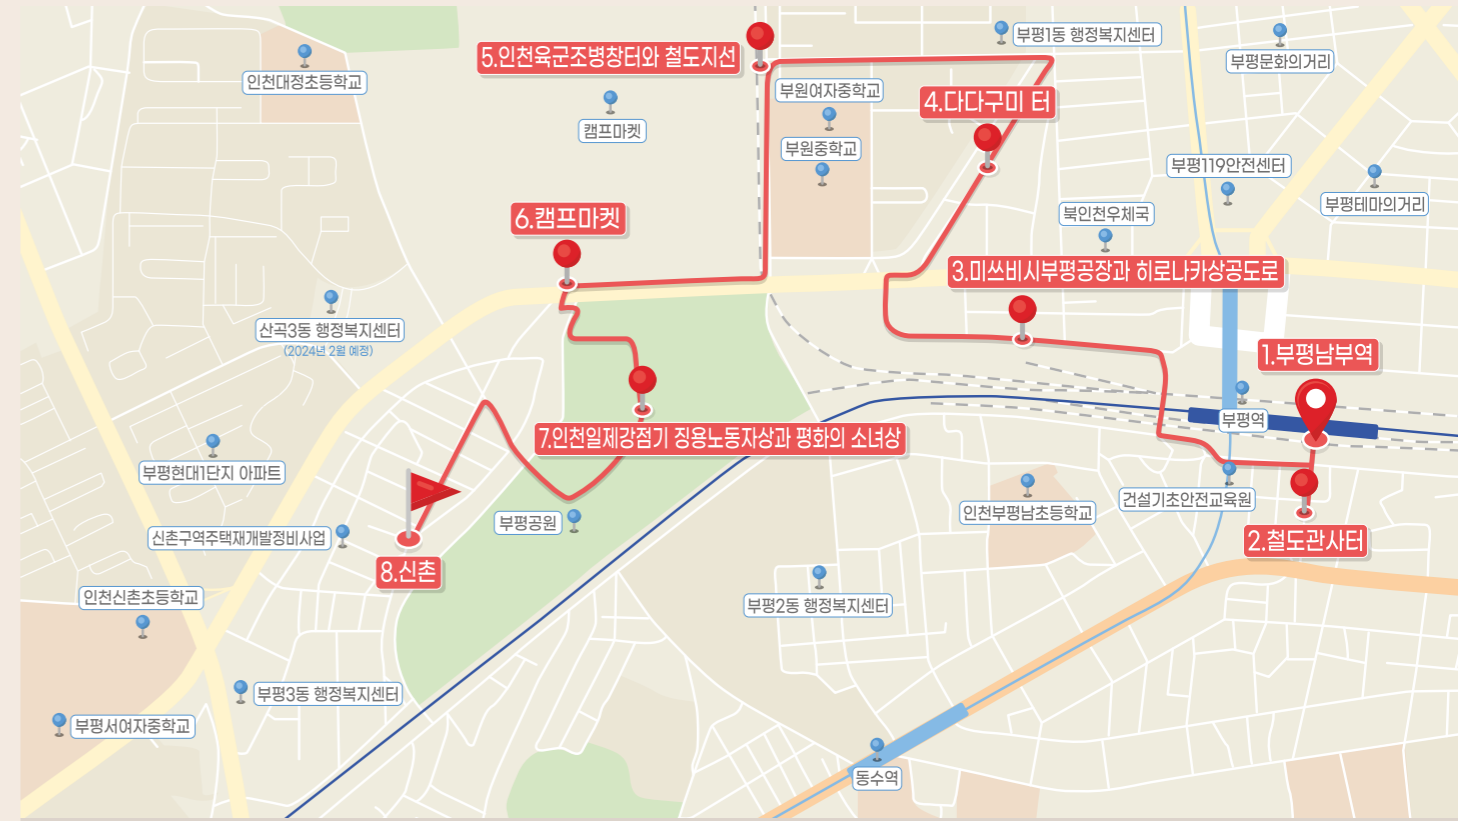 부평1동 행정복지센터
부평문화의거리
5.인천육군조병창터와 철도지선
인천대정초등학교
부원여자중학교
4.다다구미 터
캠프마켓
부원중학교
부평119안전센터
부평테마의거리
6.캠프마켓
북인천우체국
3.미쓰비시부평공장과 히로나카상공도로
산곡3동 행정복지센터
(2024년 2월 예정)
1.부평남부역
부평역
7.인천일제강점기 징용노동자상과 평화의 소녀상
부평현대1단지 아파트
건설기초안전교육원
인천부평남초등학교
부평공원
신촌구역주택재개발정비사업
2.철도관사터
8.신촌
인천신촌초등학교
부평2동 행정복지센터
부평3동 행정복지센터
부평서여자중학교
동수역